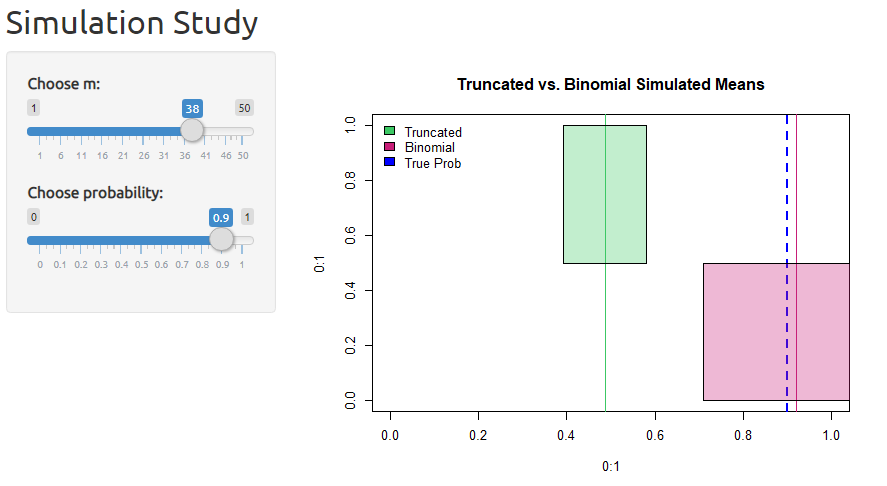 Simulation Study
Choose m:
1 38 50
1 6 11 16 21 26 31 36 41 46 50
Choose probability:
0 0.9 1
0 0.1 0.2 0.3 0.4 0.5 0.6 0.7 0.8 0.9 1
Truncated vs. Binomial Simulated Means
Truncated
Binomial
True Prob
0:1
1.0
0.8
0.6
0.4
0.2
0.0
0.0 0.2 0.4 0.6 0.8 1.0
0:1